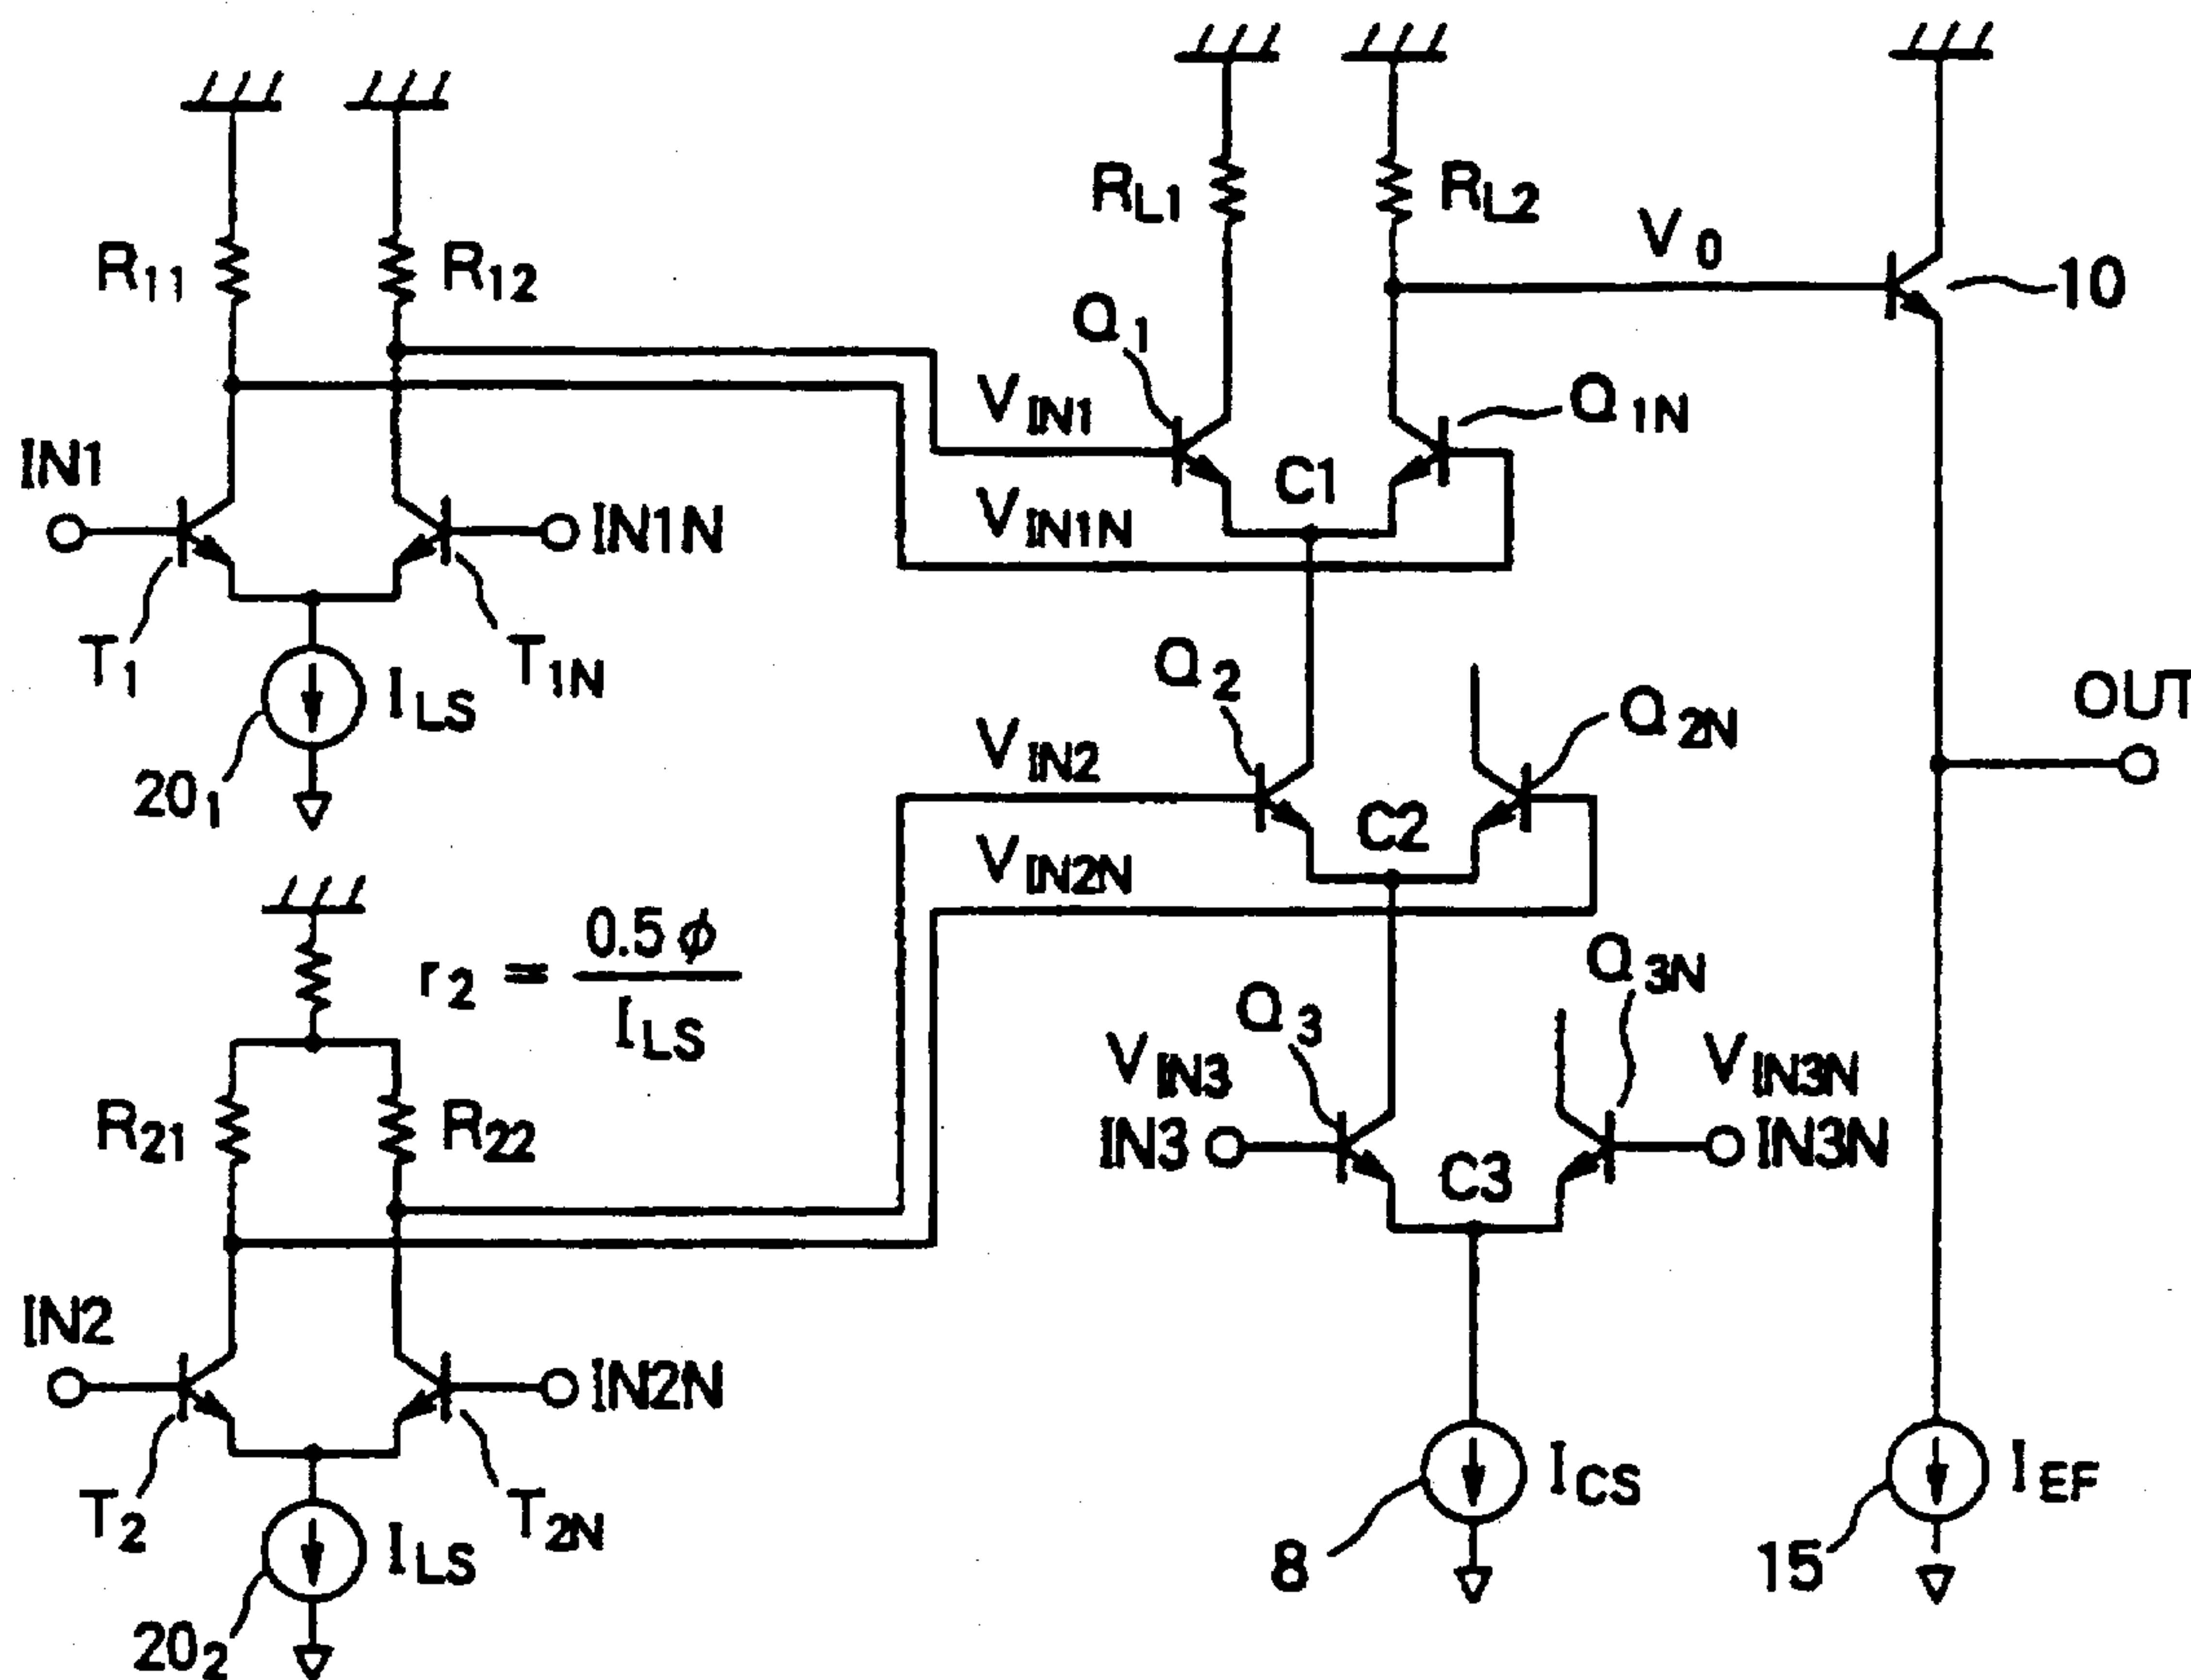 R11
R12
RL1
RL2
V0
10
Q1
Q1N
VIN1
C1
VIN1N
IN1
IN1N
T1
T1N
ILS
201
Q2
Q2N
OUT
VIN2
C2
VIN2N
r2 = 0.5φ / ILS
Q3
Q3N
VIN3
VIN3N
IN3
C3
IN3N
R21
R22
IN2
IN2N
T2
T2N
ILS
202
8
ICS
15
IEF